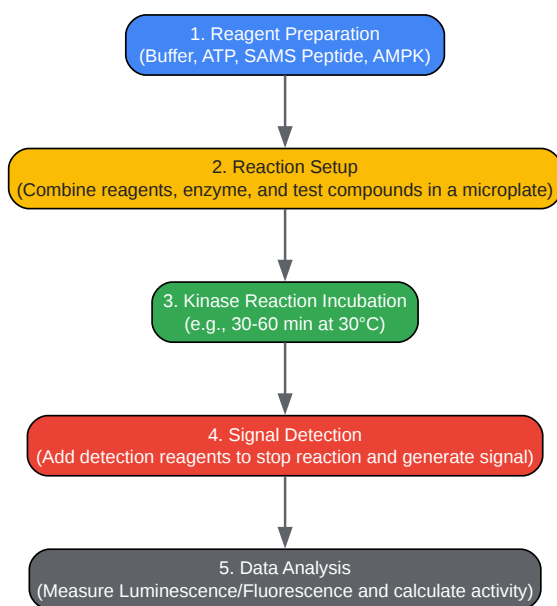 1. Reagent Preparation
(Buffer, ATP, SAMS Peptide, AMPK)
2. Reaction Setup
(Combine reagents, enzyme, and test compounds in a microplate)
3. Kinase Reaction Incubation
(e.g., 30-60 min at 30°C)
4. Signal Detection
(Add detection reagents to stop reaction and generate signal)
5. Data Analysis
(Measure Luminescence/Fluorescence and calculate activity)